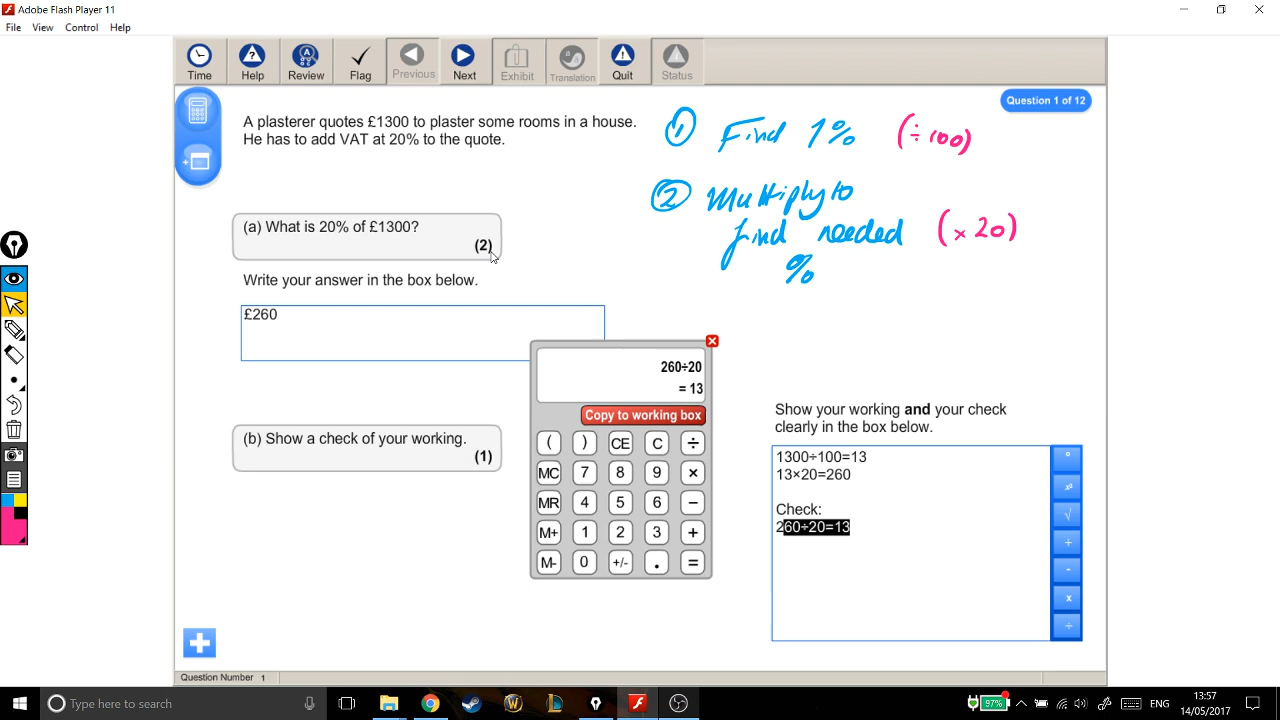 Adobe Flash Player 11
File View Control Help
Time Help Review Flag Previous Next Exhibit Translation Quit Status
Question 1 of 12
A plasterer quotes £1300 to plaster some rooms in a house.
He has to add VAT at 20% to the quote.
① Find 1% (÷100)
② Multiply to
find needed (×20)
%
(a) What is 20% of £1300?
(2)
Write your answer in the box below.
£260
260÷20
= 13
Copy to working box
( ) CE C ÷
MC 7 8 9 ×
MR 4 5 6 −
M+ 1 2 3 +
M- 0 +/- . =
(b) Show a check of your working.
(1)
Show your working and your check
clearly in the box below.
1300÷100=13
13×20=260
Check:
260÷20=13
°
x²
√
+
-
x
÷
Question Number 1
Type here to search
97%
ENG
13:57
14/05/2017